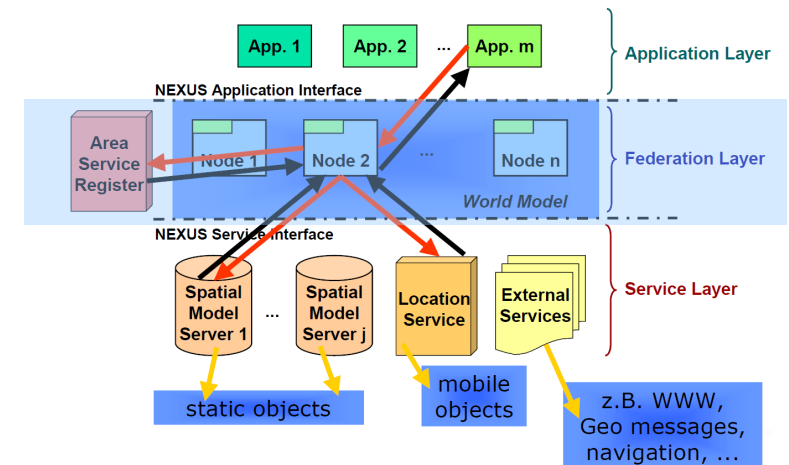 App. 1
App. 2
...
App. m
Application Layer
NEXUS Application Interface
Area
Service
Register
Node 1
Node 2
...
Node n
Federation Layer
World Model
NEXUS Service Interface
Spatial
Model
Server 1
...
Spatial
Model
Server j
Location
Service
External
Services
Service Layer
static objects
mobile
objects
z.B. WWW,
Geo messages,
navigation, ...